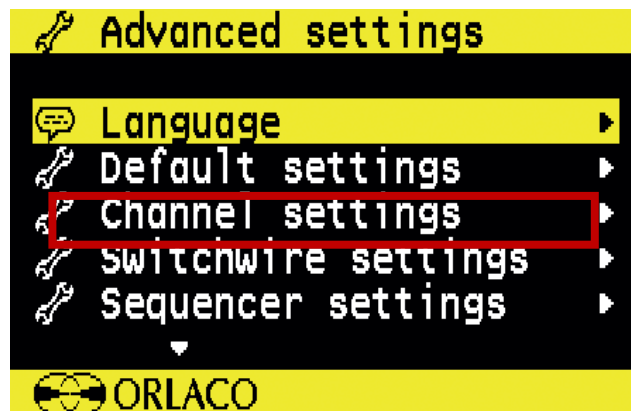 Advanced settings
Language
Default settings
Channel settings
Switchwire settings
Sequencer settings
ORLACO